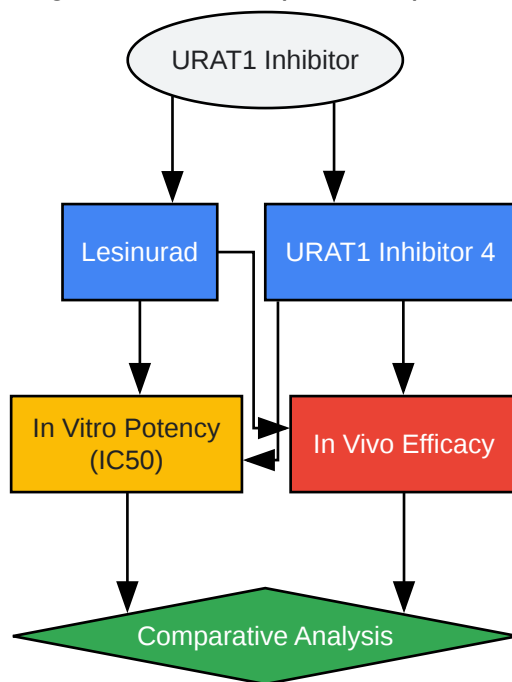 URAT1 Inhibitor
Lesinurad
URAT1 Inhibitor 4
In Vitro Potency
(IC50)
In Vivo Efficacy
Comparative Analysis